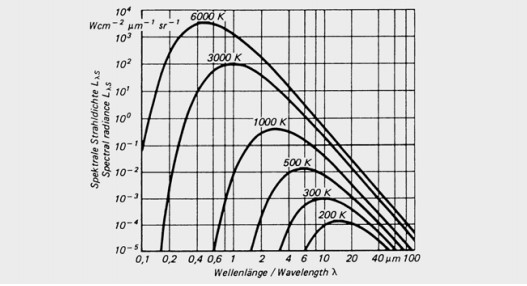 10⁴
Wcm⁻² μm⁻¹ sr⁻¹
10³
10²
10¹
10⁰
10⁻¹
10⁻²
10⁻³
10⁻⁴
10⁻⁵
Spektrale Strahldichte LλS
Spectral radiance LλS
6000 K
3000 K
1000 K
500 K
300 K
200 K
0,1 0,2 0,4 0,6 1 2 4 6 10 20 40 μm 100
Wellenlänge / Wavelength λ